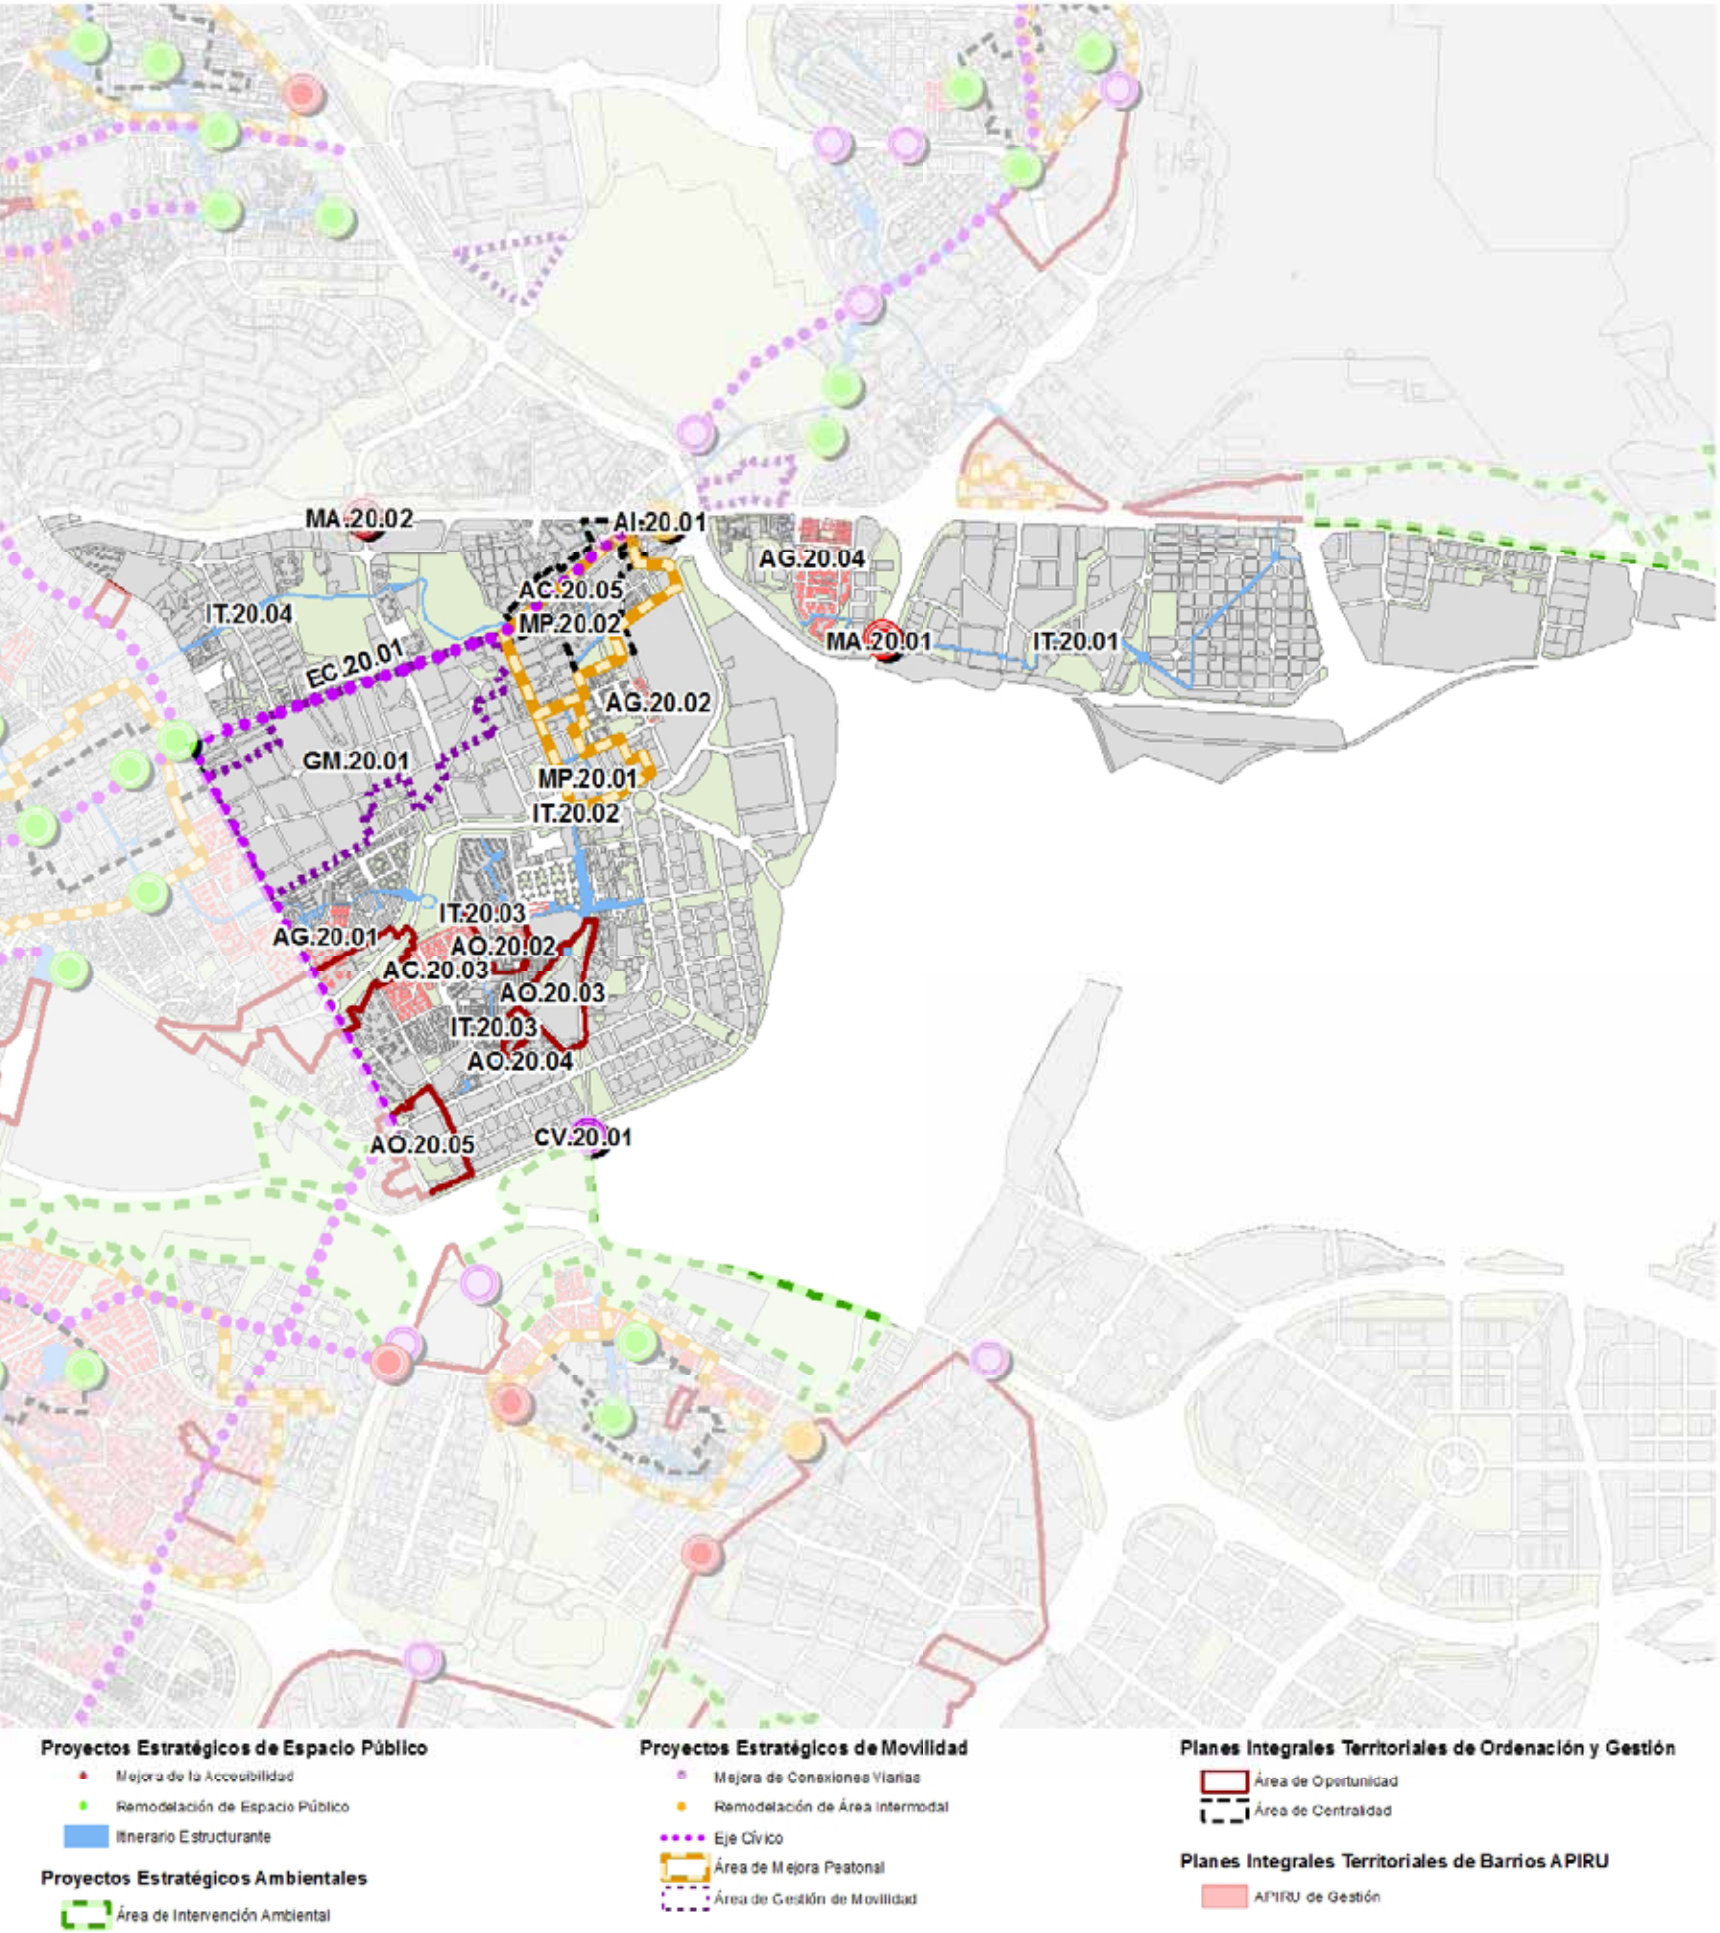 MA.20.02
AI.20.01
AG.20.04
AC.20.05
IT.20.04
MP.20.02
MA.20.01
IT.20.01
EC.20.01
AG.20.02
GM.20.01
MP.20.01
IT.20.02
IT.20.03
AG.20.01
AO.20.02
AC.20.03
AO.20.03
IT.20.03
AO.20.04
AO.20.05
CV.20.01
Proyectos Estratégicos de Espacio Público
Mejora de la Accesibilidad
Remodelación de Espacio Público
Itinerario Estructurante
Proyectos Estratégicos Ambientales
Área de Intervención Ambiental
Proyectos Estratégicos de Movilidad
Mejora de Conexiones Viarias
Remodelación de Área Intermodal
Eje Cívico
Área de Mejora Peatonal
Área de Gestión de Movilidad
Planes Integrales Territoriales de Ordenación y Gestión
Área de Oportunidad
Área de Centralidad
Planes Integrales Territoriales de Barrios APIRU
APIRU de Gestión